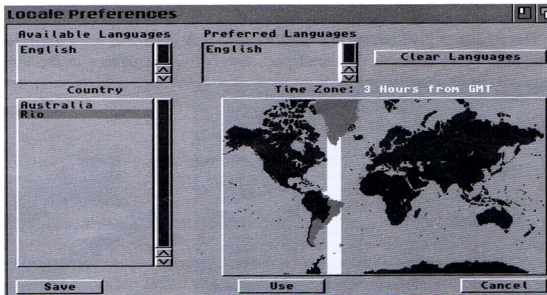 Locale Preferences
Available Languages
Preferred Languages
English
English
Clear Languages
Country
Time Zone: 3 Hours from GMT
Australia
Rio
Save
Use
Cancel